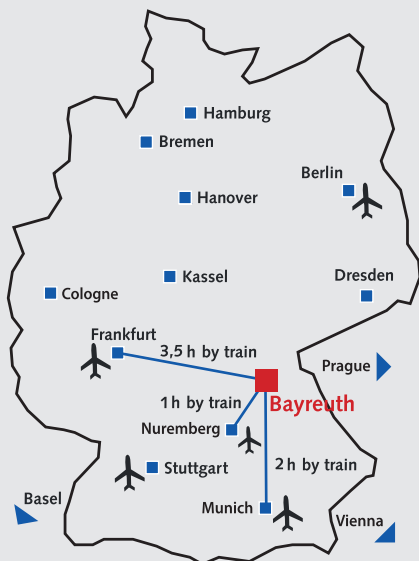 Hamburg
Bremen
Berlin
Hanover
Kassel
Dresden
Cologne
Frankfurt
3,5 h by train
Prague
1 h by train
Bayreuth
Nuremberg
Stuttgart
2 h by train
Basel
Munich
Vienna